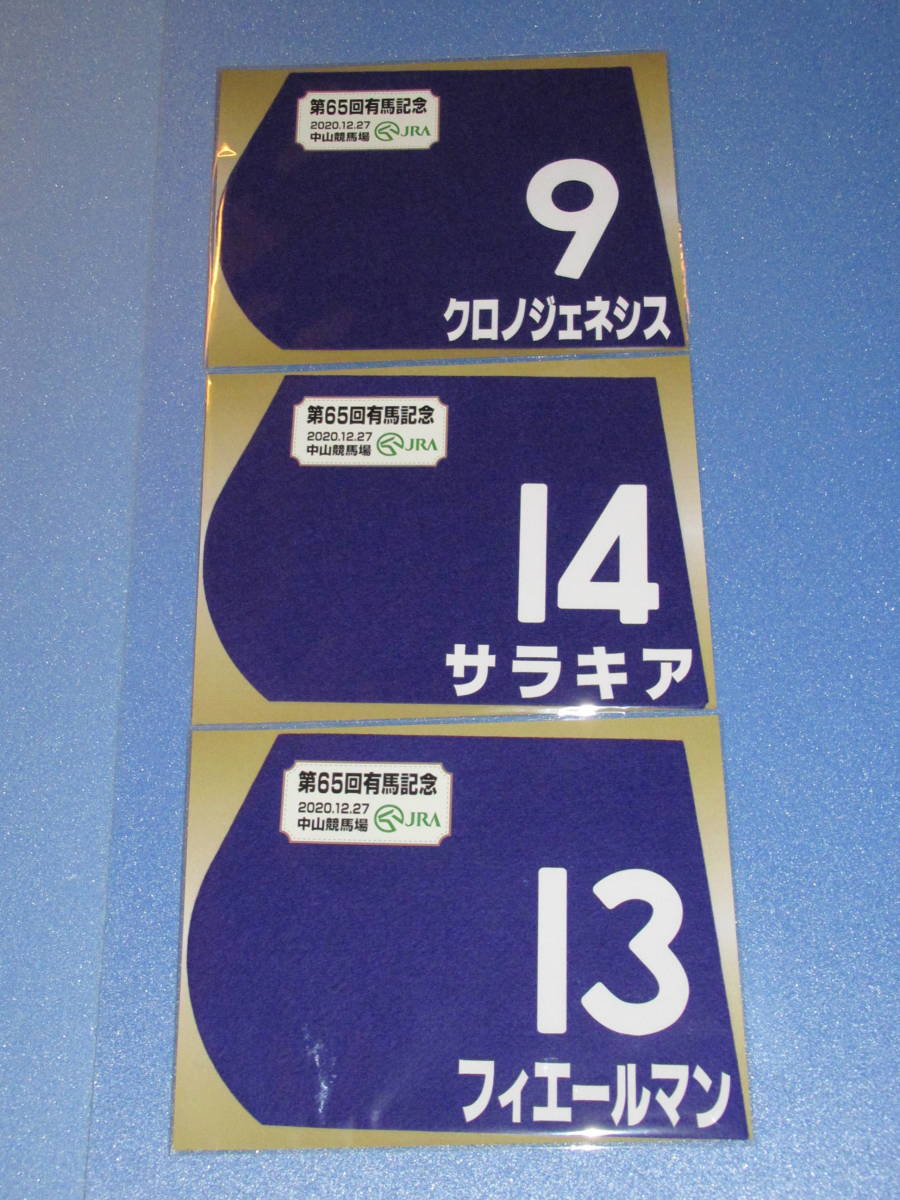 第65回有馬記念
2020.12.27
中山競馬場 JRA
9
クロノジェネシス
第65回有馬記念
2020.12.27
中山競馬場 JRA
14
サラキア
第65回有馬記念
2020.12.27
中山競馬場 JRA
13
フィエールマン